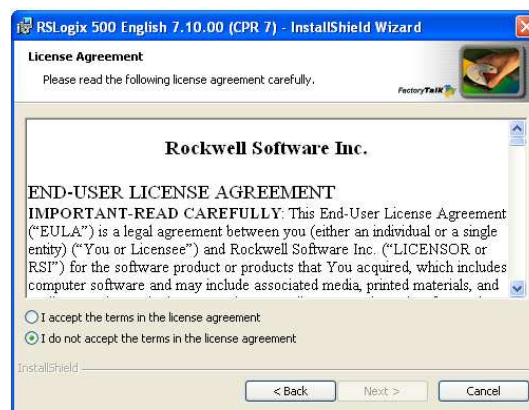 RSLogix 500 English 7.10.00 (CPR 7) - InstallShield Wizard
License Agreement
Please read the following license agreement carefully.
FactoryTalk
Rockwell Software Inc.
END-USER LICENSE AGREEMENT
IMPORTANT-READ CAREFULLY: This End-User License Agreement
("EULA") is a legal agreement between you (either an individual or a single
entity) ("You or Licensee") and Rockwell Software Inc. ("LICENSOR or
RSI") for the software product or products that You acquired, which includes
computer software and may include associated media, printed materials, and
I accept the terms in the license agreement
I do not accept the terms in the license agreement
InstallShield
< Back
Next >
Cancel